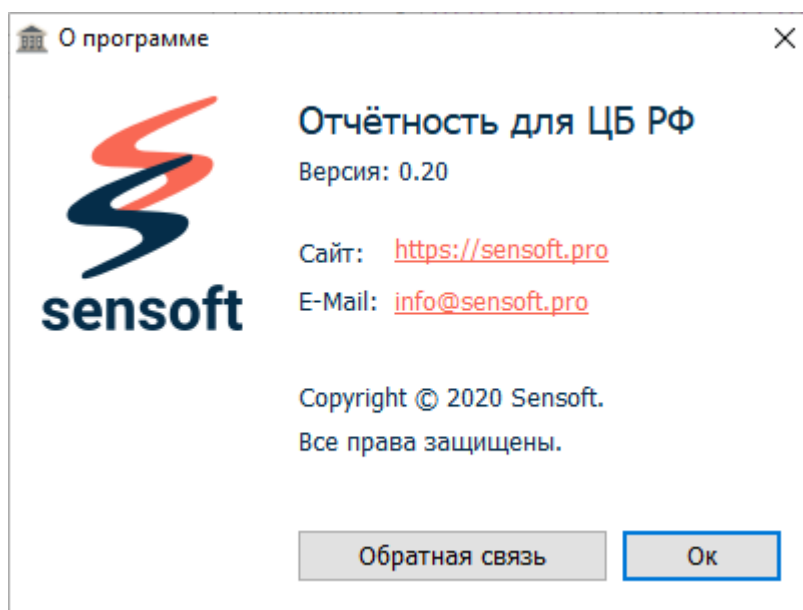 О программе
Отчётность для ЦБ РФ
Версия: 0.20
Сайт: https://sensoft.pro
E-Mail: info@sensoft.pro
sensoft
Copyright © 2020 Sensoft.
Все права защищены.
Обратная связь Ок